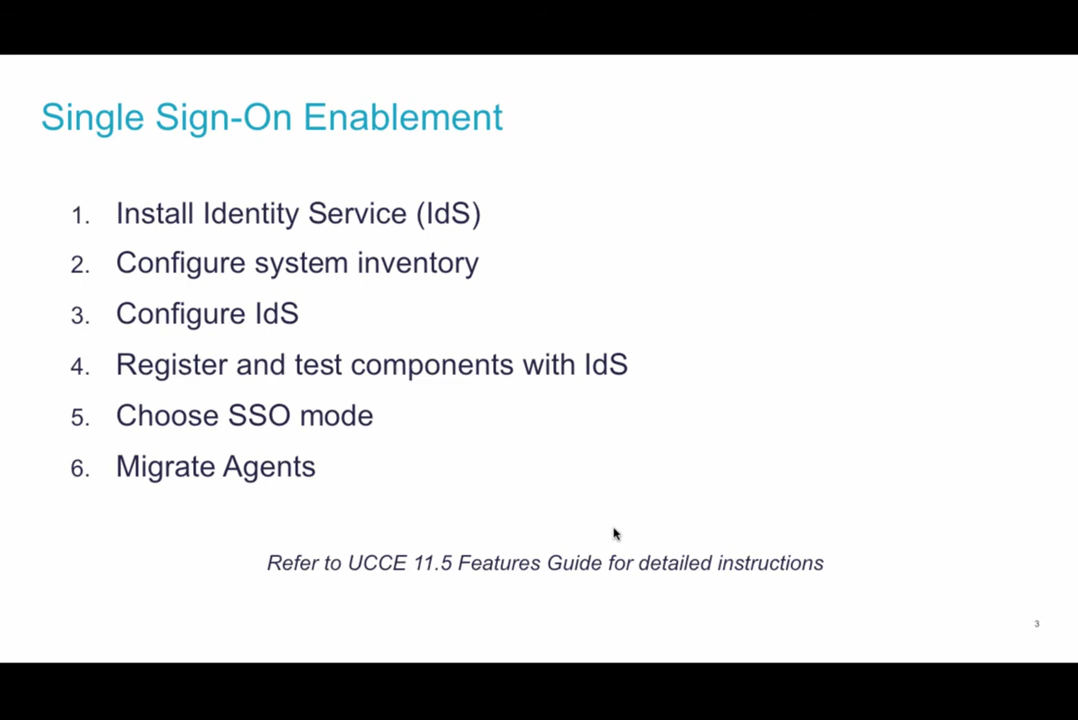 Single Sign-On Enablement
1. Install Identity Service (IdS)
2. Configure system inventory
3. Configure IdS
4. Register and test components with IdS
5. Choose SSO mode
6. Migrate Agents
Refer to UCCE 11.5 Features Guide for detailed instructions
3